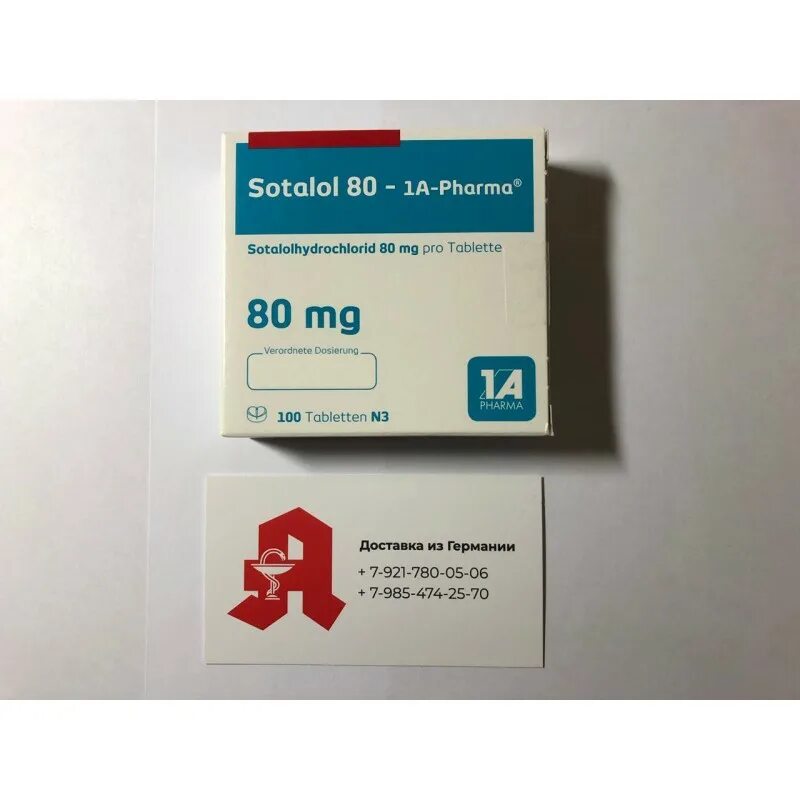 Sotalol 80 - 1A-Pharma®
Sotalolhydrochlorid 80 mg pro Tablette
80 mg
Verordnete Dosierung
100 Tabletten N3
1A
PHARMA
Доставка из Германии
+ 7-921-780-05-06
+ 7-985-474-25-70